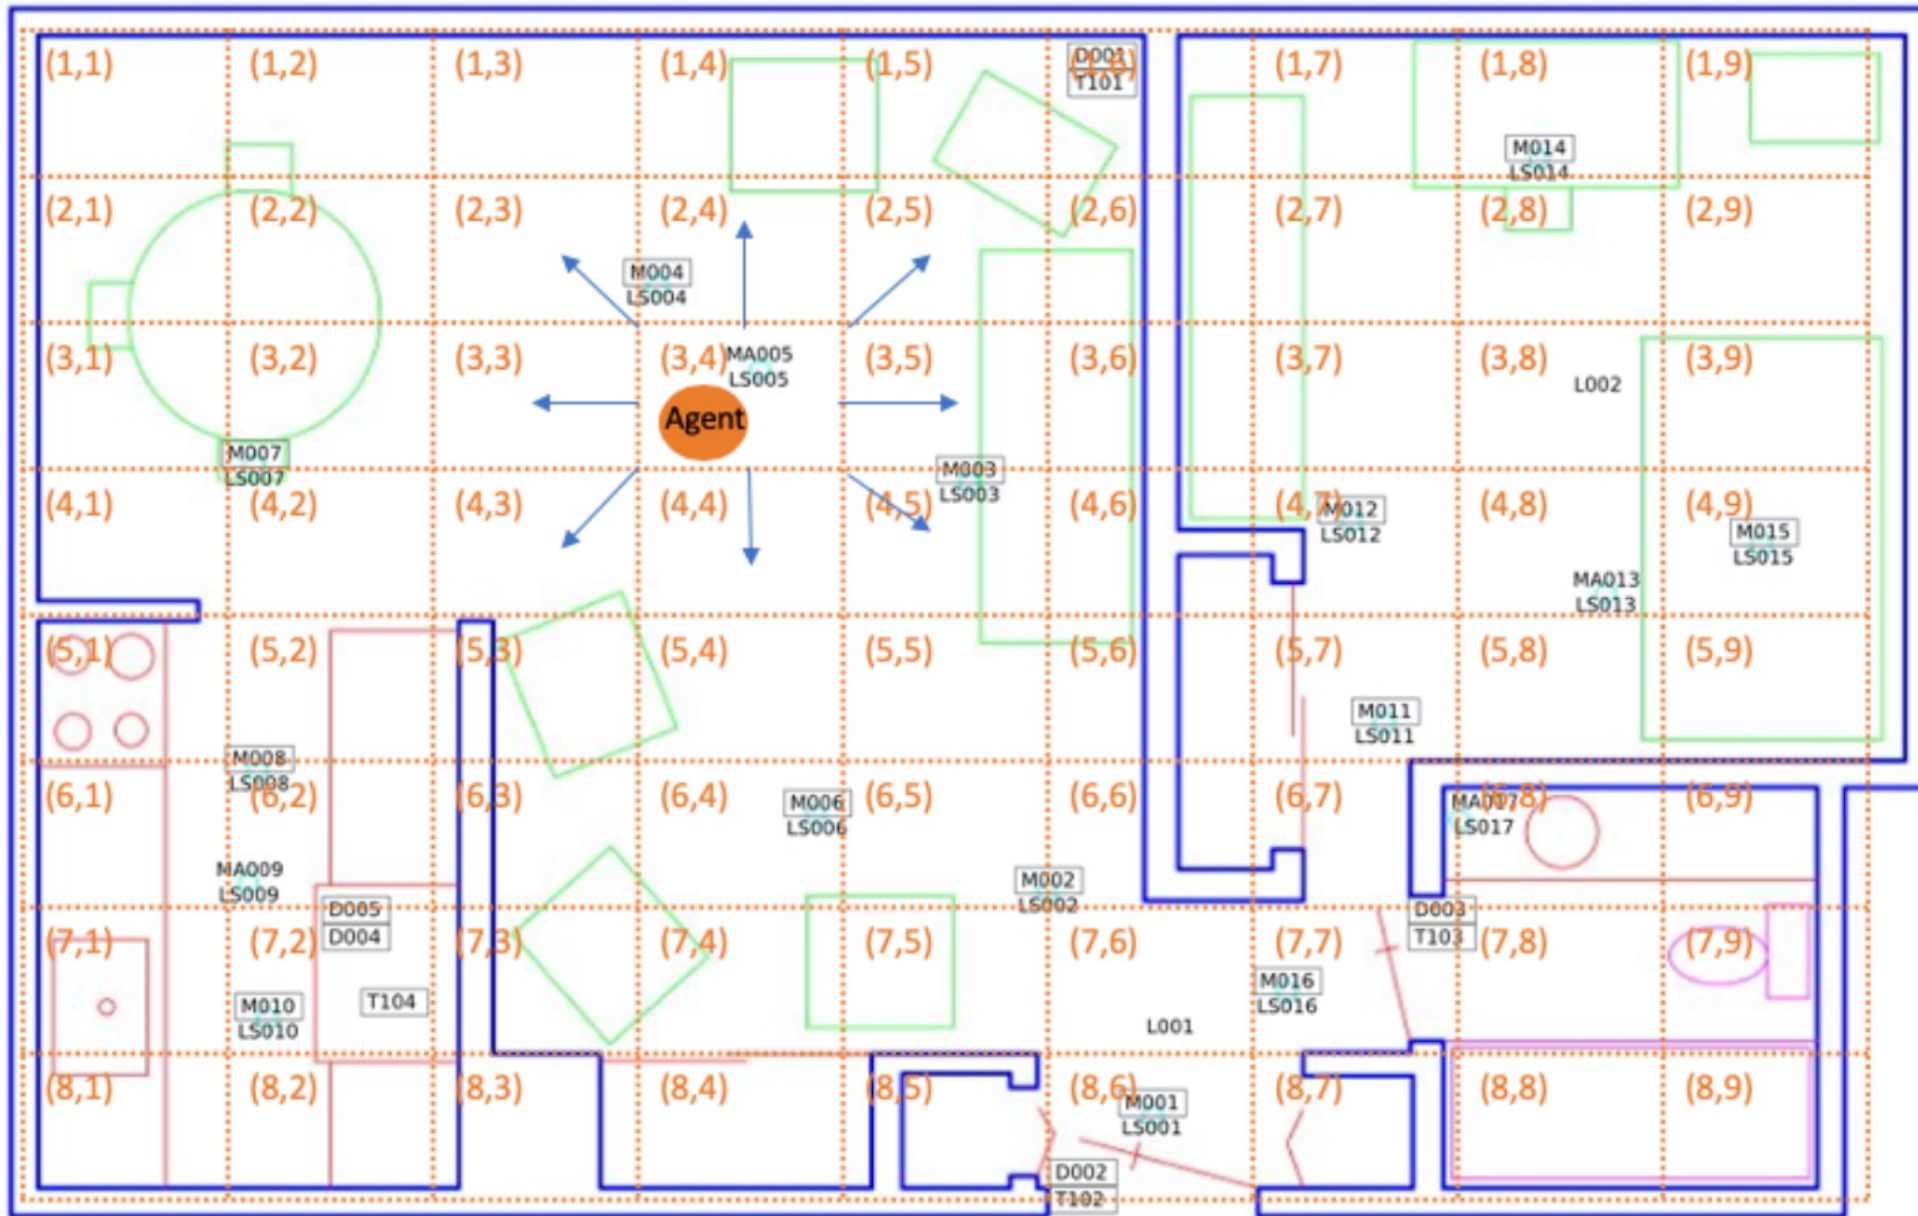 (1,1) (1,2) (1,3) (1,4) (1,5) (1,6) (1,7) (1,8) (1,9)
D001
T101
M014
LS014
(2,1) (2,2) (2,3) (2,4) (2,5) (2,6) (2,7) (2,8) (2,9)
M004
LS004
(3,1) (3,2) (3,3) (3,4) (3,5) (3,6) (3,7) (3,8) (3,9)
MA005
LS005
L002
Agent
M007
LS007
M003
LS003
(4,1) (4,2) (4,3) (4,4) (4,5) (4,6) (4,7) (4,8) (4,9)
M012
LS012
M015
LS015
MA013
LS013
(5,1) (5,2) (5,3) (5,4) (5,5) (5,6) (5,7) (5,8) (5,9)
M011
LS011
M008
LS008
(6,1) (6,2) (6,3) (6,4) (6,5) (6,6) (6,7) (6,8) (6,9)
M006
LS006
MA017
LS017
MA009
LS009
M002
LS002
D005
D004
D003
T103
(7,1) (7,2) (7,3) (7,4) (7,5) (7,6) (7,7) (7,8) (7,9)
M016
LS016
M010
LS010
T104
L001
(8,1) (8,2) (8,3) (8,4) (8,5) (8,6) (8,7) (8,8) (8,9)
M001
LS001
D002
T102